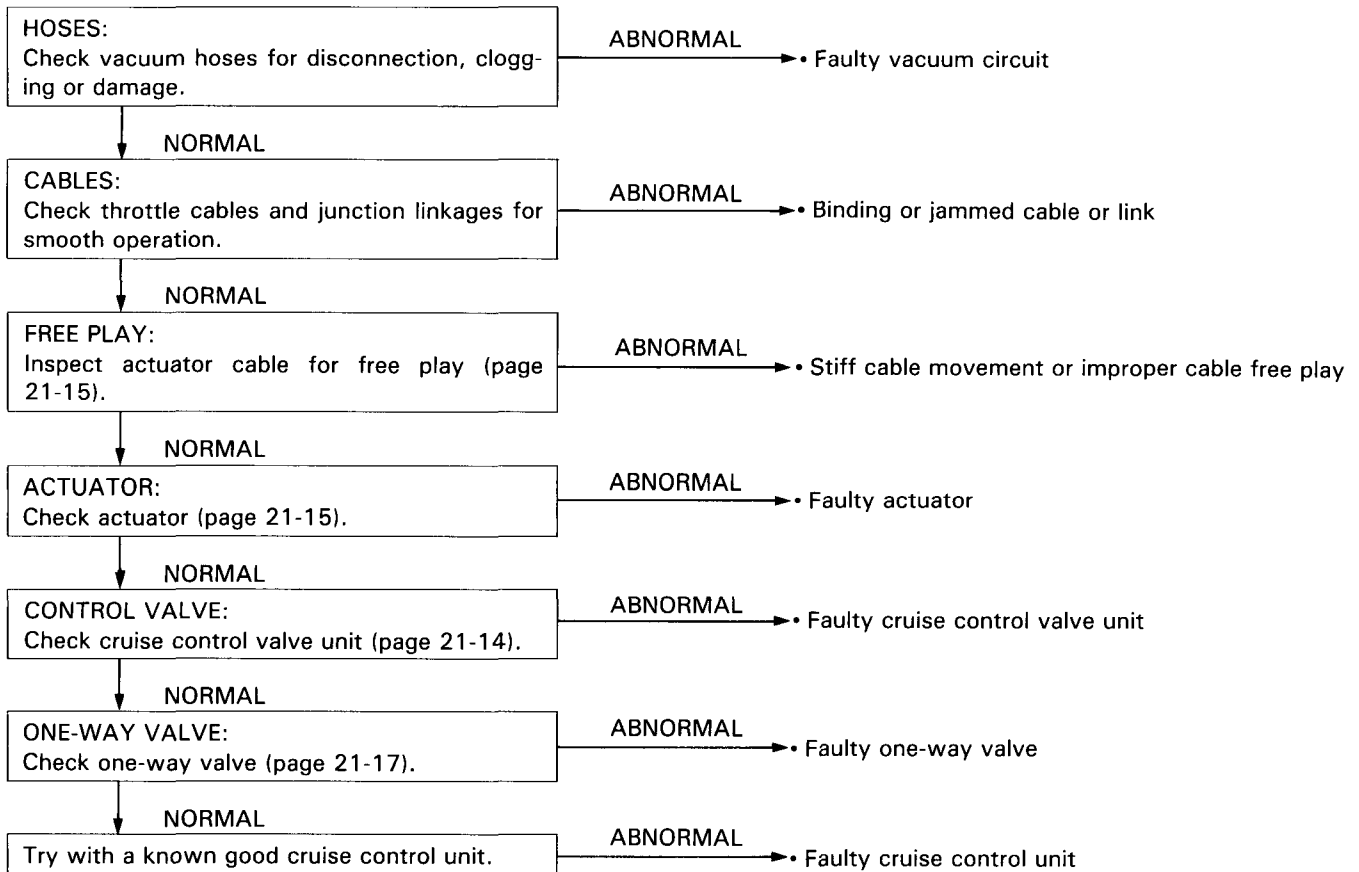 HOSES:
Check vacuum hoses for disconnection, clogg-
ing or damage.
ABNORMAL
• Faulty vacuum circuit
NORMAL
CABLES:
Check throttle cables and junction linkages for
smooth operation.
ABNORMAL
• Binding or jammed cable or link
NORMAL
FREE PLAY:
Inspect actuator cable for free play (page
21-15).
ABNORMAL
• Stiff cable movement or improper cable free play
NORMAL
ACTUATOR:
Check actuator (page 21-15).
ABNORMAL
• Faulty actuator
NORMAL
CONTROL VALVE:
Check cruise control valve unit (page 21-14).
ABNORMAL
• Faulty cruise control valve unit
NORMAL
ONE-WAY VALVE:
Check one-way valve (page 21-17).
ABNORMAL
• Faulty one-way valve
NORMAL
Try with a known good cruise control unit.
ABNORMAL
• Faulty cruise control unit